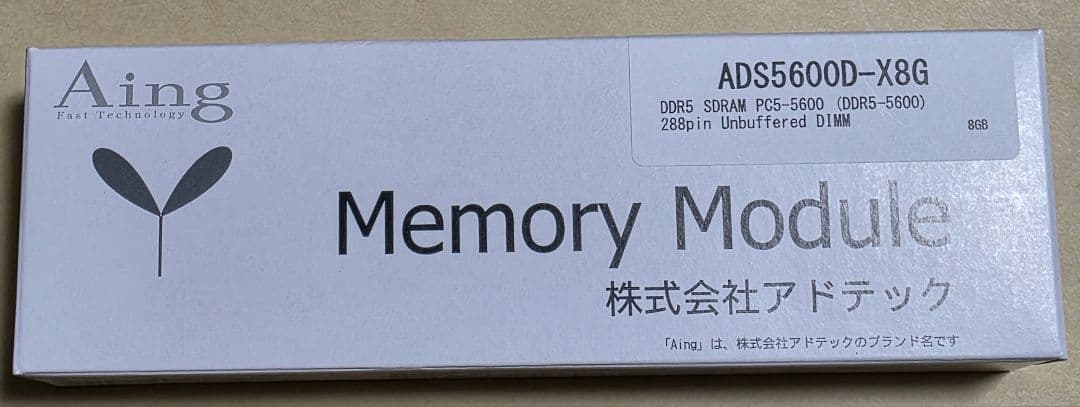 Aing
Fast Technology
ADS5600D-X8G
DDR5 SDRAM PC5-5600 (DDR5-5600)
288pin Unbuffered DIMM
8GB
Memory Module
株式会社アドテック
「Aing」は、株式会社アドテックのブランド名です